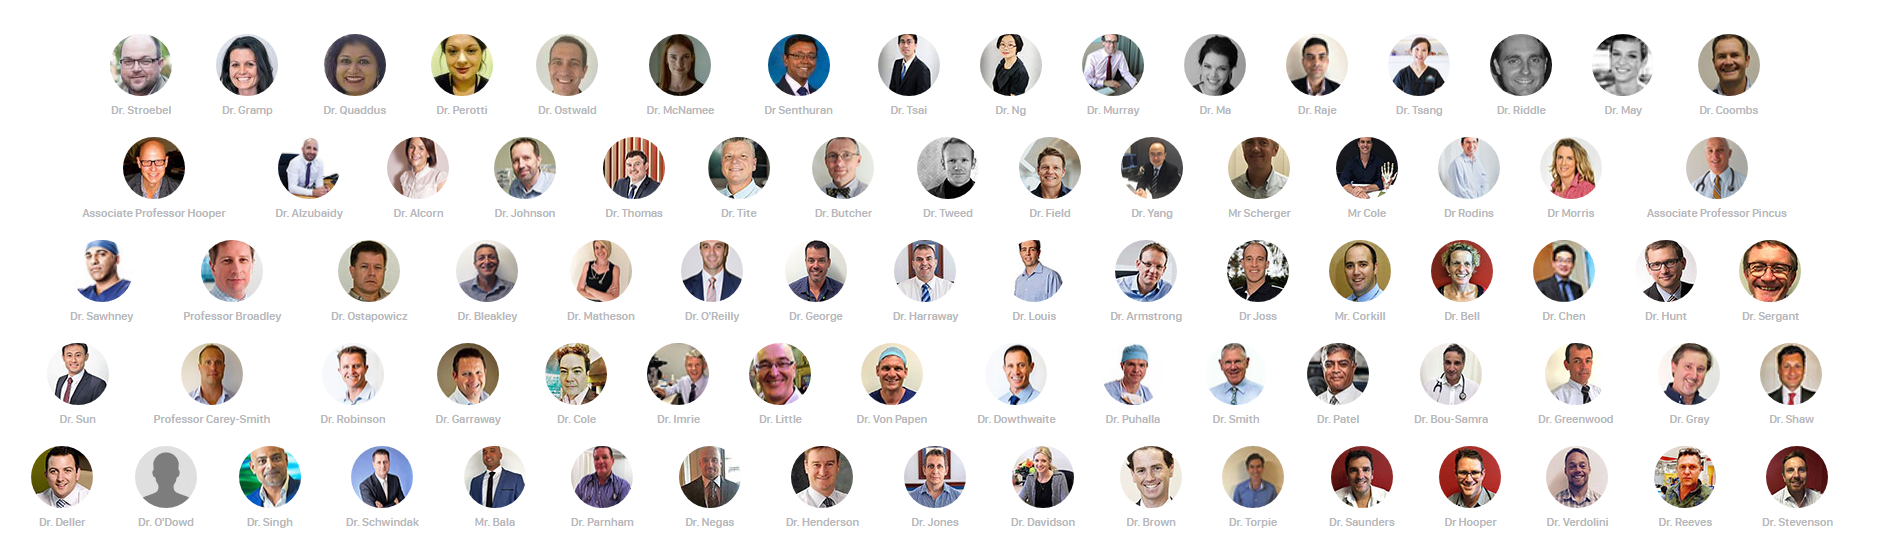 Dr. Stroebel Dr. Gramp Dr. Quaddus Dr. Perotti Dr. Ostwald Dr. McNamee Dr Senthuran Dr. Tsai Dr. Ng Dr. Murray Dr. Ma Dr. Raje Dr. Tsang Dr. Riddle Dr. May Dr. Coombs
Associate Professor Hooper Dr. Alzubaidy Dr. Alcorn Dr. Johnson Dr. Thomas Dr. Tite Dr. Butcher Dr. Tweed Dr. Field Dr. Yang Mr Scherger Mr Cole Dr Rodins Dr Morris Associate Professor Pincus
Dr. Sawhney Professor Broadley Dr. Ostapowicz Dr. Bleakley Dr. Matheson Dr. O'Reilly Dr. George Dr. Harraway Dr. Louis Dr. Armstrong Dr Joss Mr. Corkill Dr. Bell Dr. Chen Dr. Hunt Dr. Sergant
Dr. Sun Professor Carey-Smith Dr. Robinson Dr. Garraway Dr. Cole Dr. Imrie Dr. Little Dr. Von Papen Dr. Dowthwaite Dr. Puhalla Dr. Smith Dr. Patel Dr. Bou-Samra Dr. Greenwood Dr. Gray Dr. Shaw
Dr. Deller Dr. O'Dowd Dr. Singh Dr. Schwindak Mr. Bala Dr. Parnham Dr. Negas Dr. Henderson Dr. Jones Dr. Davidson Dr. Brown Dr. Torpie Dr. Saunders Dr Hooper Dr. Verdolini Dr. Reeves Dr. Stevenson